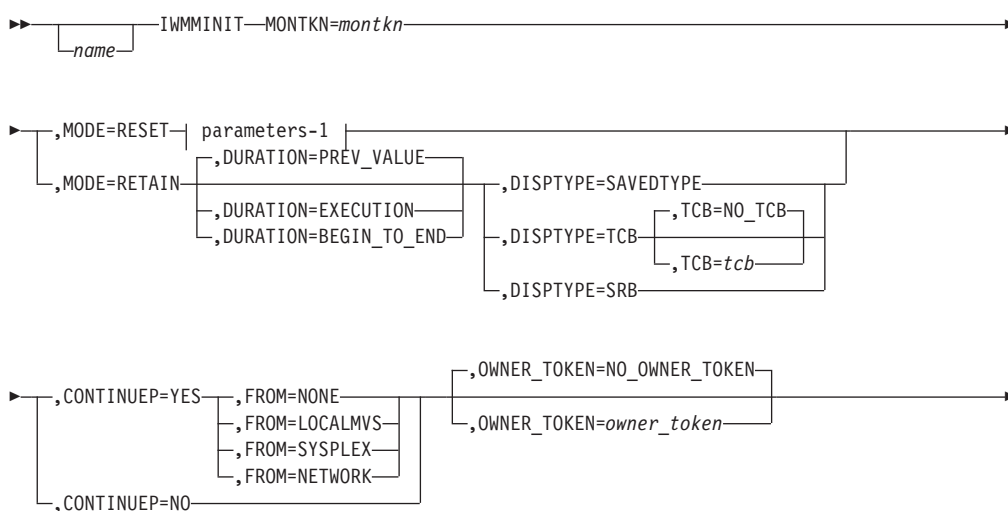 IWMMINIT MONTKN=montkn
name
,MODE=RESET parameters-1
,DURATION=PREV_VALUE
,MODE=RETAIN ,DISPTYPE=SAVEDTYPE
,DURATION=EXECUTION ,TCB=NO_TCB
,DURATION=BEGIN_TO_END ,DISPTYPE=TCB
,TCB=tcb
,DISPTYPE=SRB
,OWNER_TOKEN=NO_OWNER_TOKEN
,CONTINUEP=YES ,FROM=NONE
,FROM=LOCALMVS ,OWNER_TOKEN=owner_token
,FROM=SYSPLEX
,FROM=NETWORK
,CONTINUEP=NO